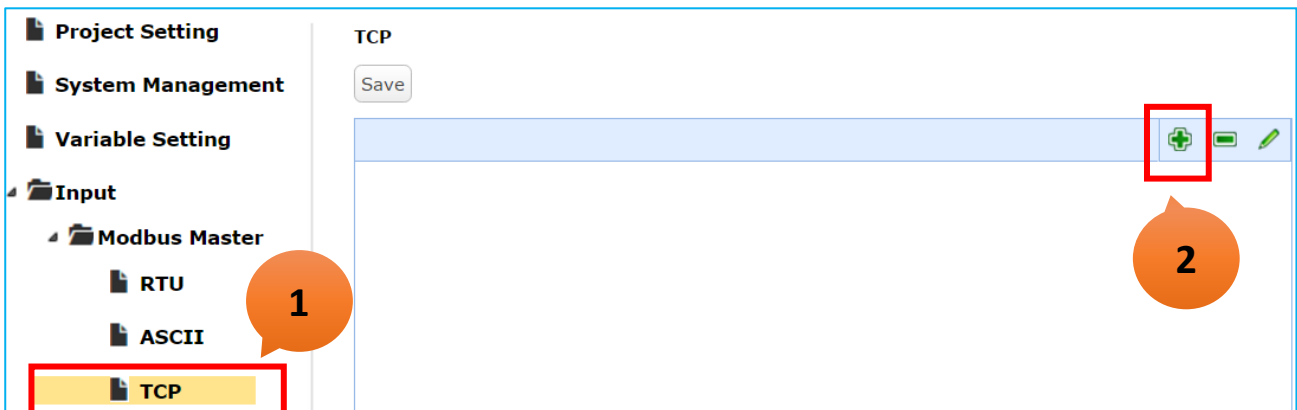 Project Setting
System Management
Variable Setting
Input
Modbus Master
RTU
ASCII
TCP
1
TCP
Save
2